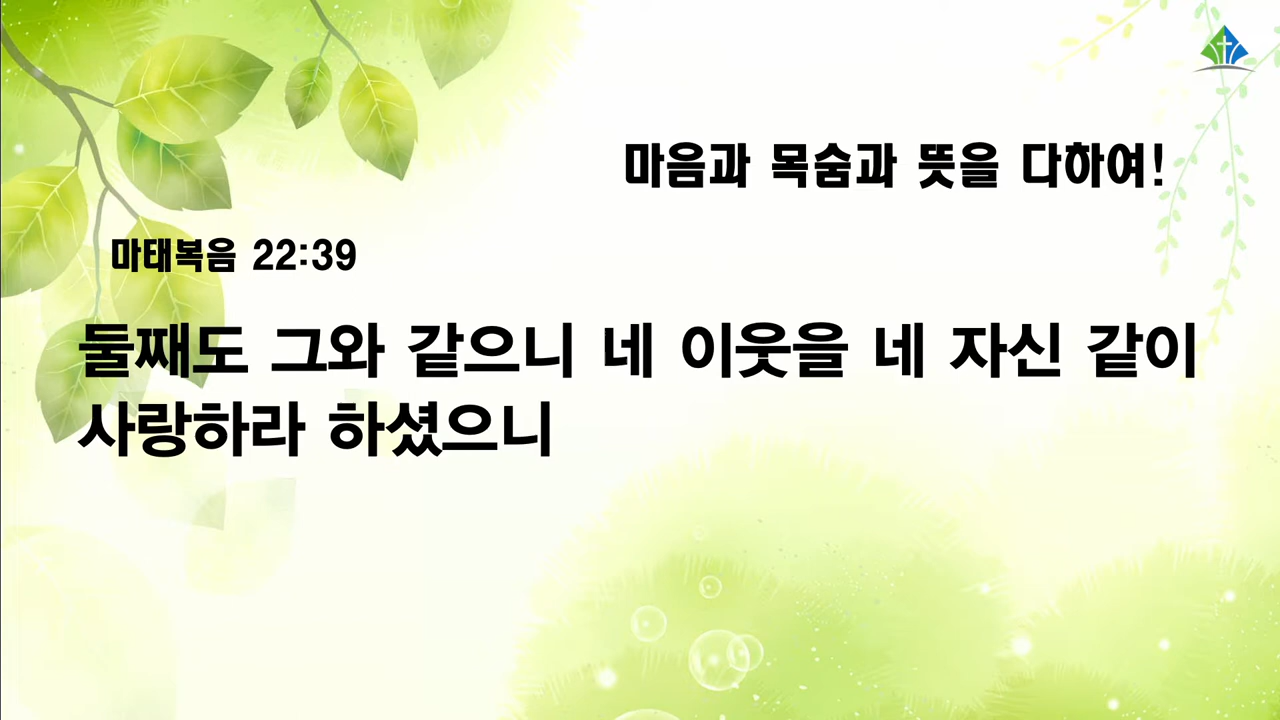 마음과 목숨과 뜻을 다하여!
마태복음 22:39
둘째도 그와 같으니 네 이웃을 네 자신 같이
사랑하라 하셨으니